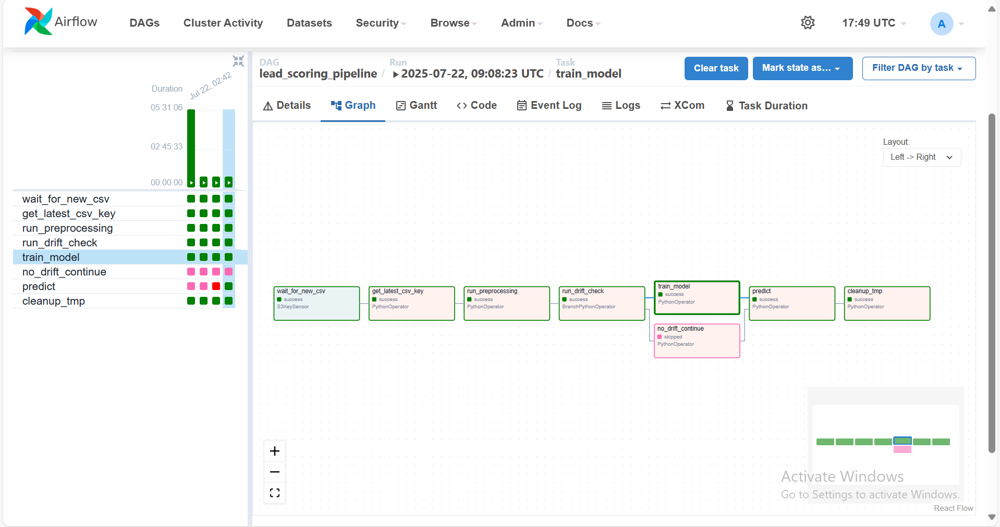 Airflow
DAGs
Cluster Activity
Datasets
Security
Browse
Admin
Docs
17:49 UTC
A
Duration
Jul 22, 02:42
05:31:06
02:45:33
00:00:00
wait_for_new_csv
get_latest_csv_key
run_preprocessing
run_drift_check
train_model
no_drift_continue
predict
cleanup_tmp
DAG
lead_scoring_pipeline
/
Run
2025-07-22, 09:08:23 UTC
/
Task
train_model
Clear task
Mark state as...
Filter DAG by task
Details
Graph
Gantt
Code
Event Log
Logs
XCom
Task Duration
Layout:
Left -> Right
wait_for_new_csv
success
S3KeySensor
get_latest_csv_key
success
PythonOperator
run_preprocessing
success
PythonOperator
run_drift_check
success
BranchPythonOperator
train_model
success
PythonOperator
no_drift_continue
skipped
PythonOperator
predict
success
PythonOperator
cleanup_tmp
success
PythonOperator
Activate Windows
Go to Settings to activate Windows.
React Flow